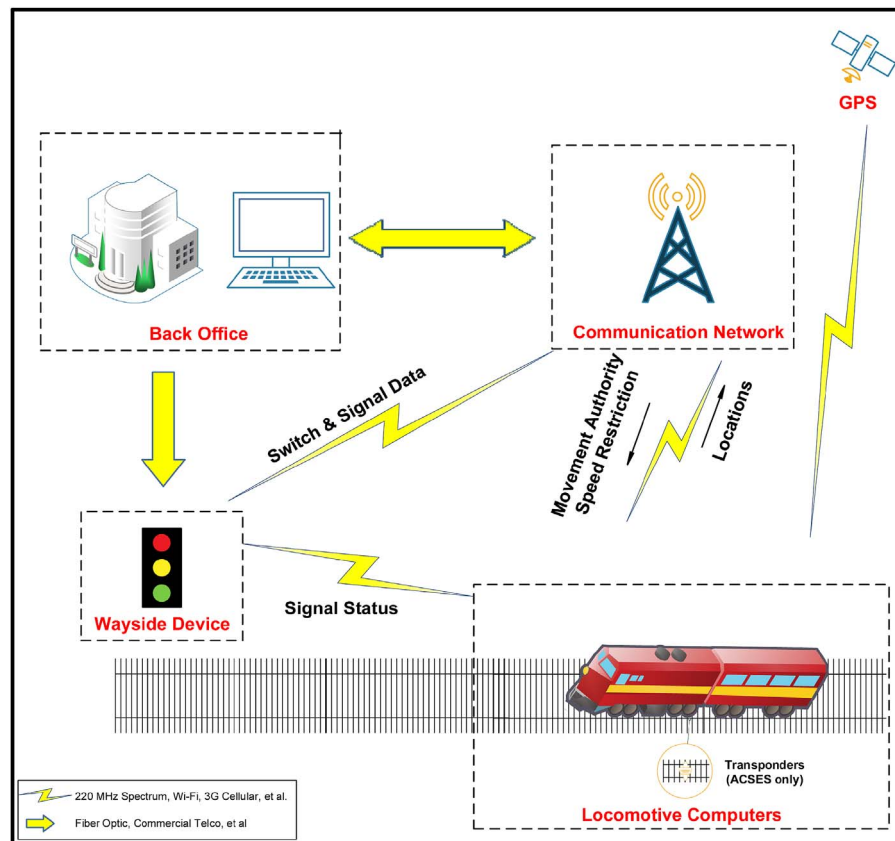 GPS
Back Office
Communication Network
Switch & Signal Data
Movement Authority
Speed Restriction
Locations
Wayside Device
Signal Status
Transponders
(ACSES only)
Locomotive Computers
220 MHz Spectrum, Wi-Fi, 3G Cellular, et al.
Fiber Optic, Commercial Telco, et al